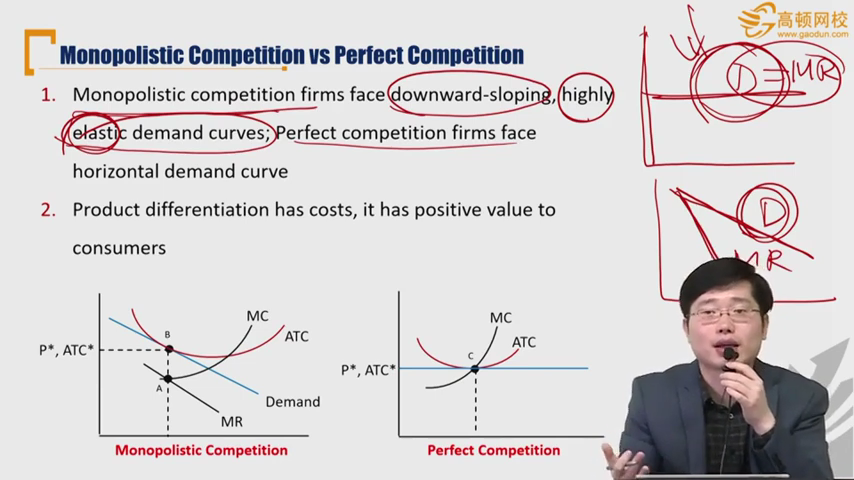 高顿网校
www.gaodun.com
Monopolistic Competition vs Perfect Competition
1. Monopolistic competition firms face downward-sloping, highly
elastic demand curves; Perfect competition firms face
horizontal demand curve
2. Product differentiation has costs, it has positive value to
consumers
D = MR
D
MR
MC
ATC
B
P*, ATC*
A
Demand
MR
Monopolistic Competition
MC
ATC
C
P*, ATC*
Perfect Competition